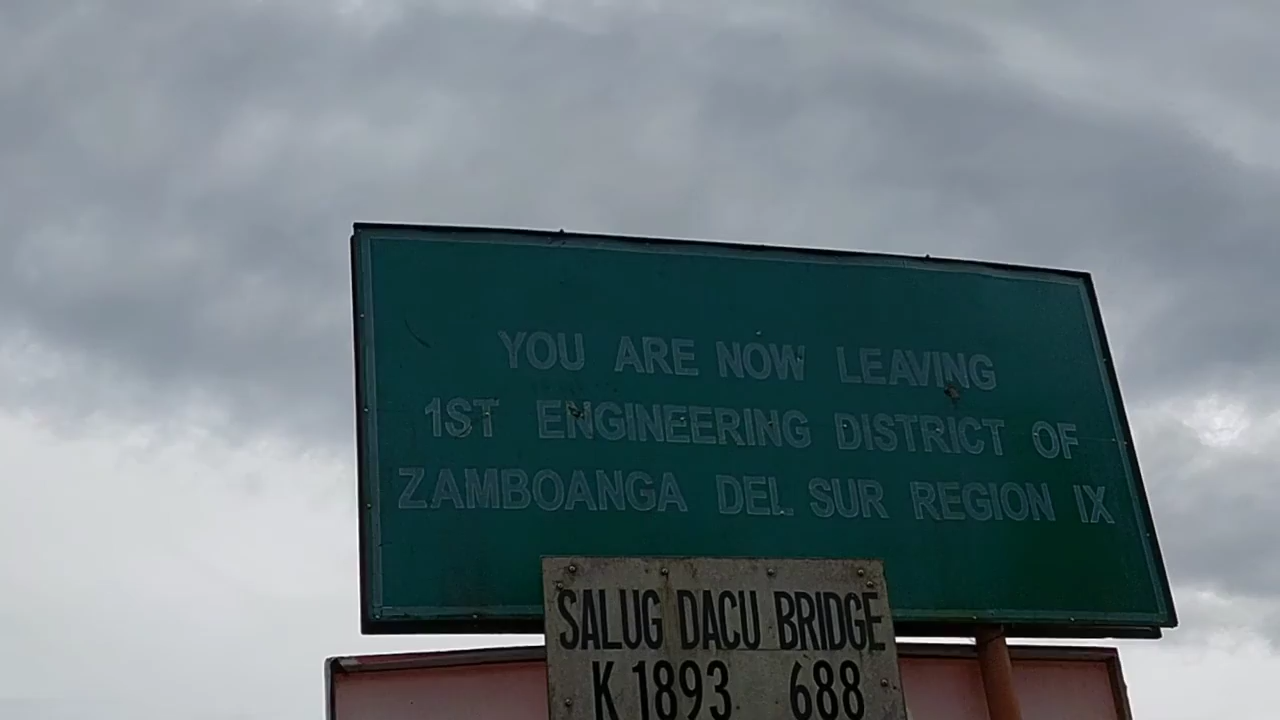 YOU ARE NOW LEAVING
1ST ENGINEERING DISTRICT OF
ZAMBOANGA DEL SUR REGION IX
SALUG DACU BRIDGE
K 1893 688